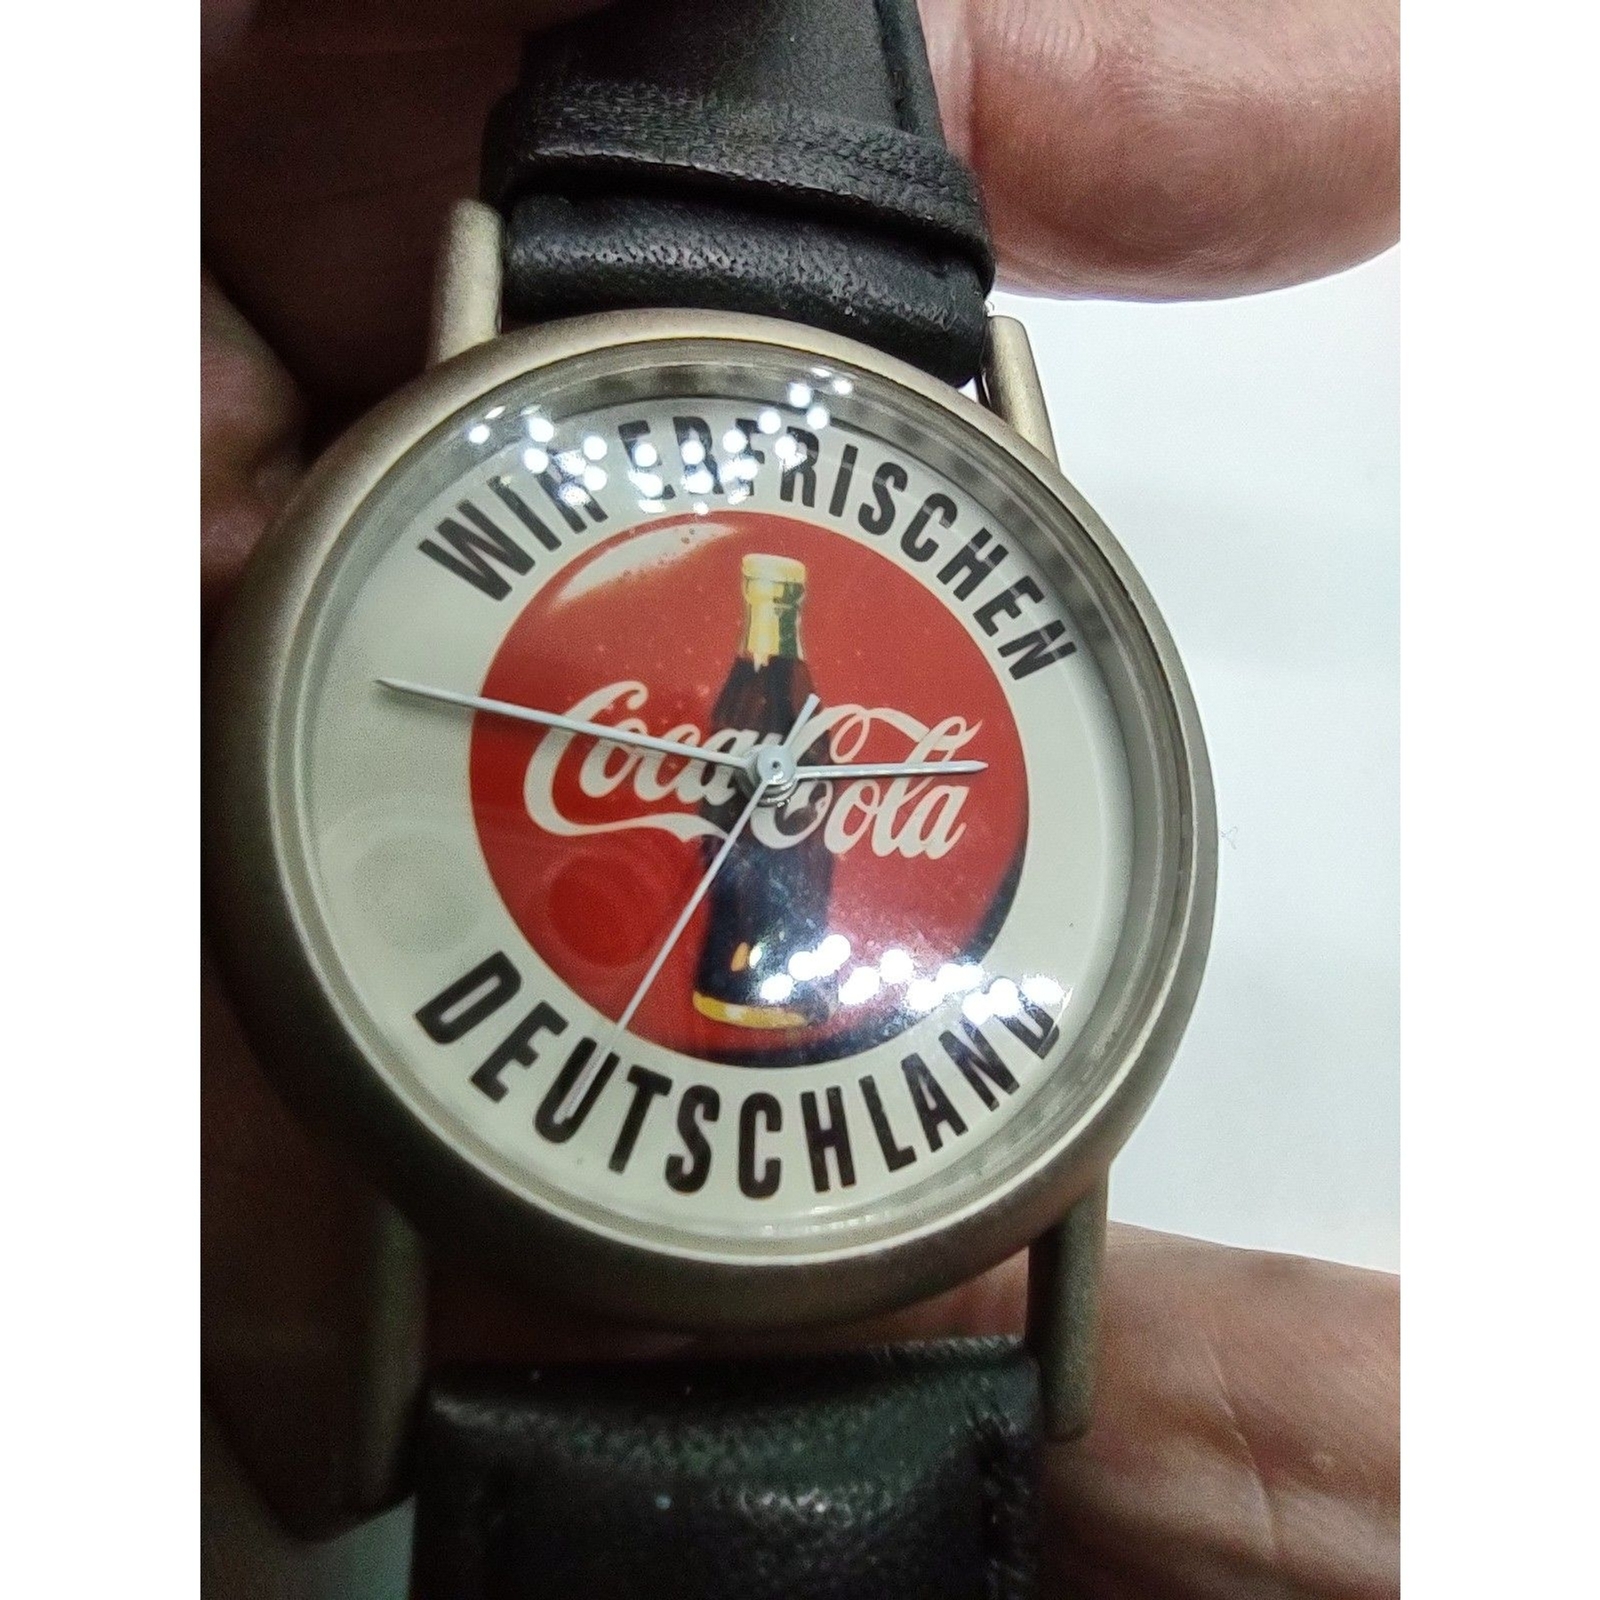 WIR ERFRISCHEN
Coca-Cola
DEUTSCHLAND